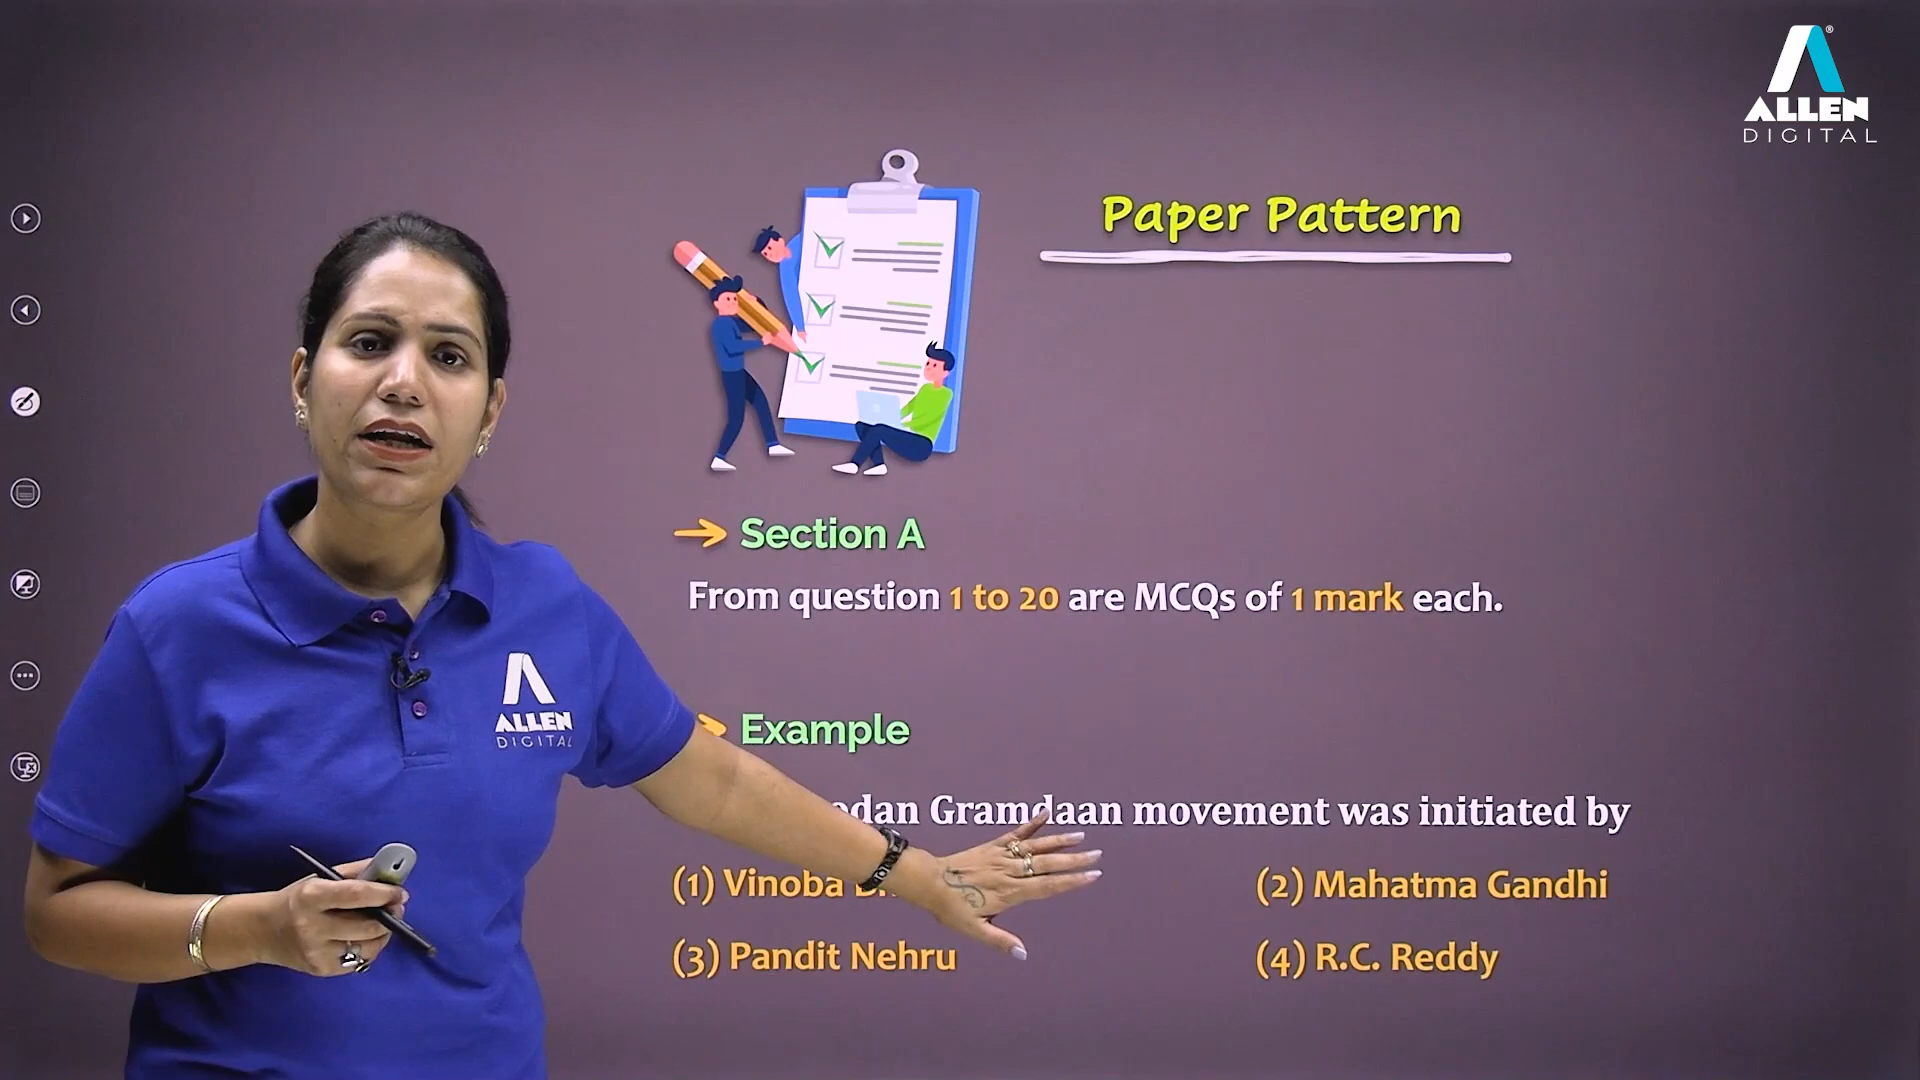 ALLEN
DIGITAL
Paper Pattern
Section A
From question 1 to 20 are MCQs of 1 mark each.
ALLEN
DIGITAL
Example
Gramdaan movement was initiated by
(1) Vinoba
(2) Mahatma Gandhi
(3) Pandit Nehru
(4) R.C. Reddy